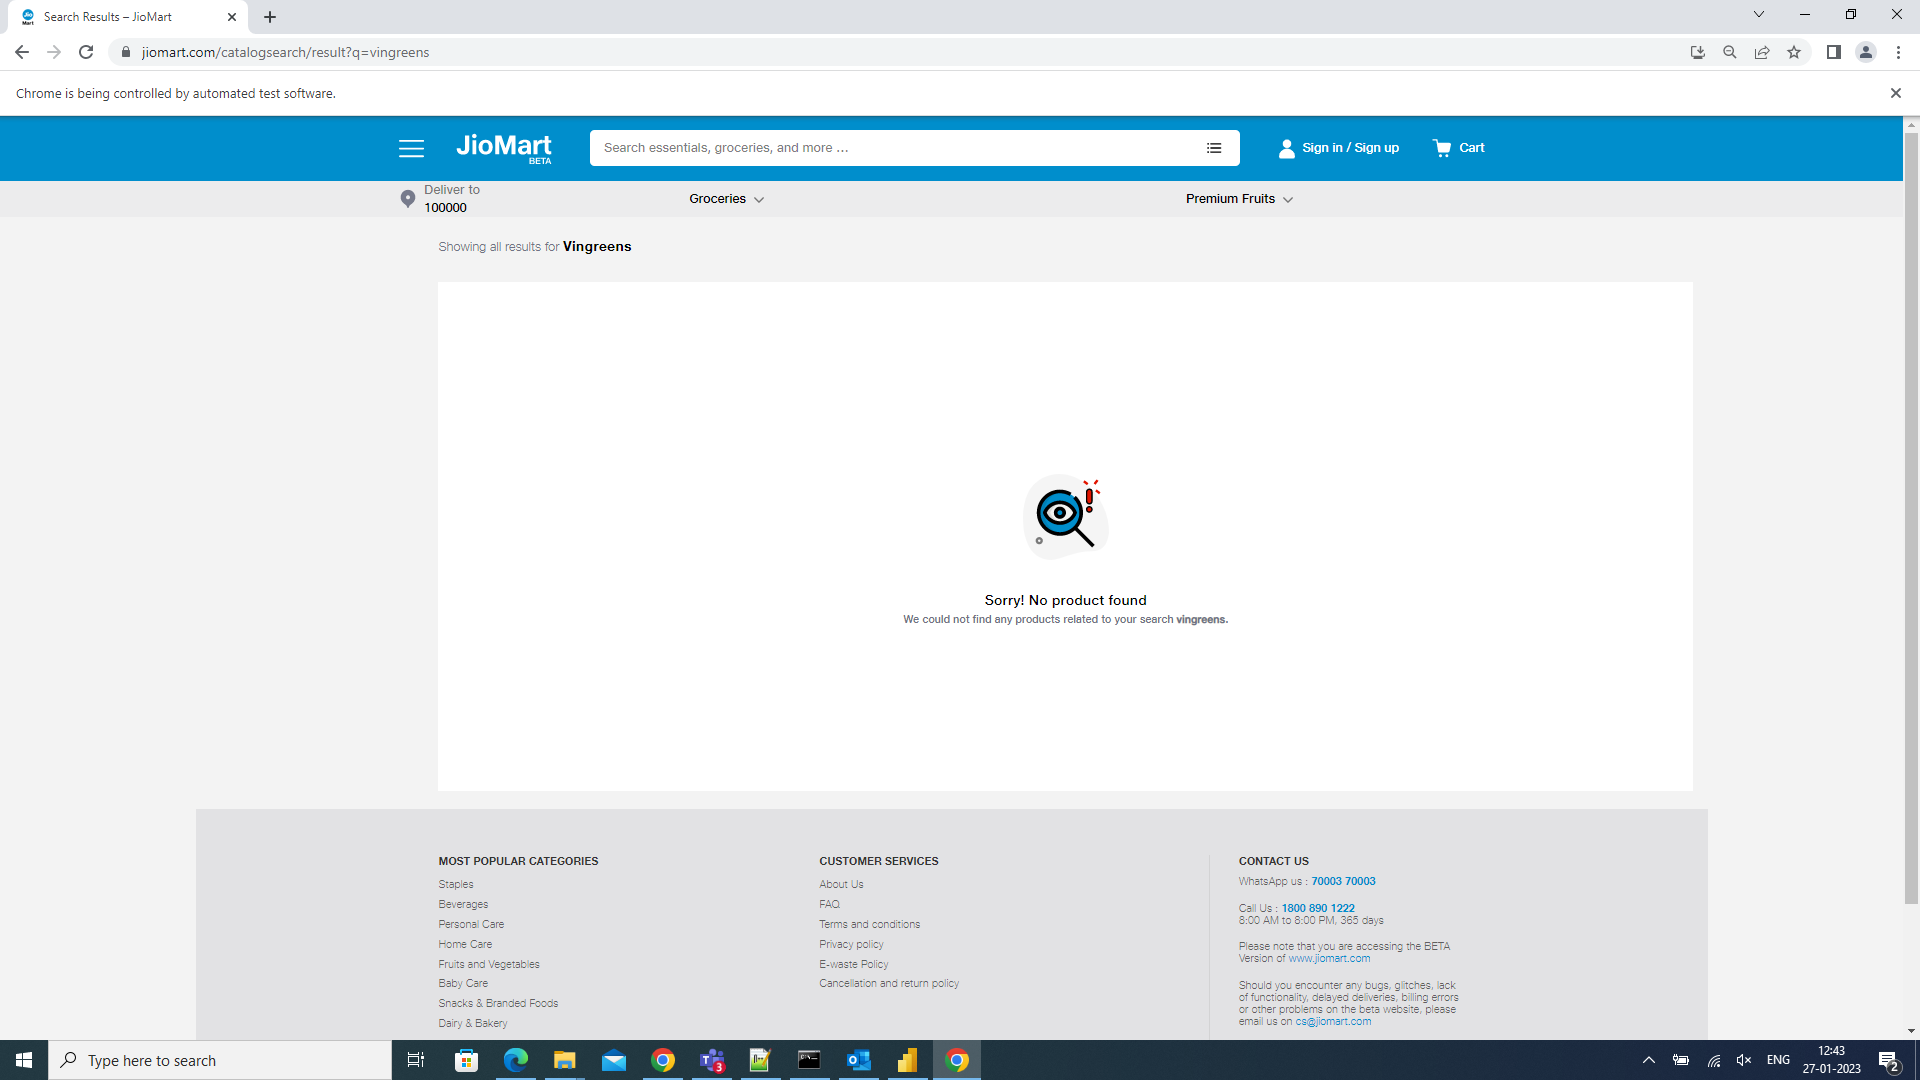 Search Results – JioMart
jiomart.com/catalogsearch/result?q=vingreens
Chrome is being controlled by automated test software.
JioMart
BETA
Search essentials, groceries, and more ...
Sign in / Sign up
Cart
Deliver to
100000
Groceries
Premium Fruits
Showing all results for Vingreens
Sorry! No product found
We could not find any products related to your search vingreens.
MOST POPULAR CATEGORIES
Staples
Beverages
Personal Care
Home Care
Fruits and Vegetables
Baby Care
Snacks & Branded Foods
Dairy & Bakery
CUSTOMER SERVICES
About Us
FAQ
Terms and conditions
Privacy policy
E-waste Policy
Cancellation and return policy
CONTACT US
WhatsApp us : 70003 70003
Call Us : 1800 890 1222
8:00 AM to 8:00 PM, 365 days
Please note that you are accessing the BETA
Version of www.jiomart.com
Should you encounter any bugs, glitches, lack
of functionality, delayed deliveries, billing errors
or other problems on the beta website, please
email us on cs@jiomart.com
Type here to search
3
ENG
12:43
27-01-2023
2